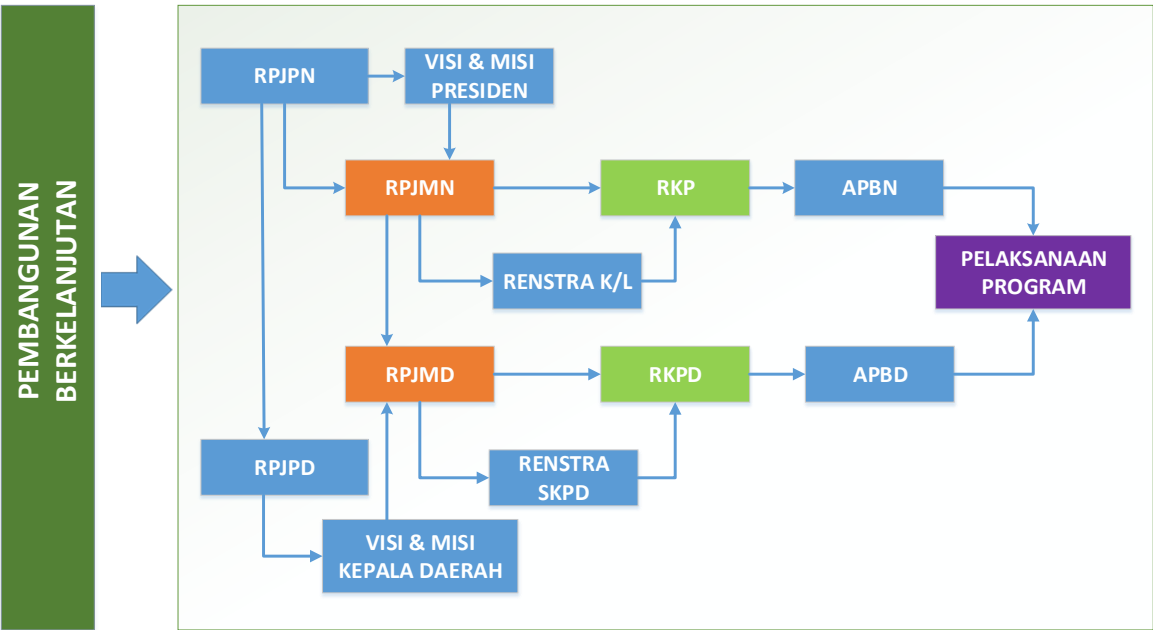 PEMBANGUNAN
BERKELANJUTAN
RPJPN
VISI & MISI
PRESIDEN
RPJMN
RKP
APBN
RENSTRA K/L
PELAKSANAAN
PROGRAM
RPJMD
RKPD
APBD
RPJPD
RENSTRA
SKPD
VISI & MISI
KEPALA DAERAH